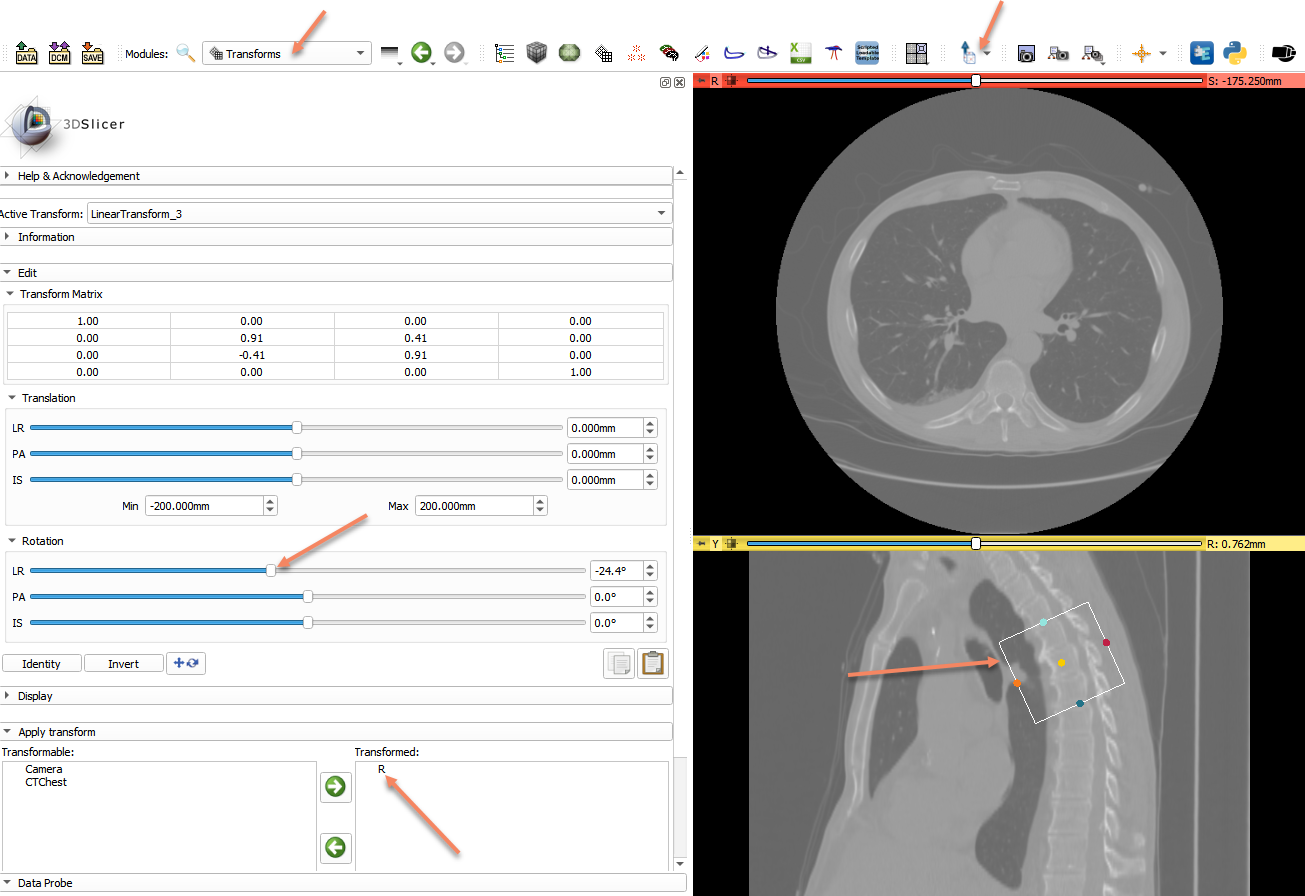 DATA DCM SAVE Modules: Transforms X CSV Scripted Loadable Template
R S: -175.250mm
3DSlicer
Help & Acknowledgement
Active Transform: LinearTransform_3
Information
Edit
Transform Matrix
1.00 0.00 0.00 0.00
0.00 0.91 0.41 0.00
0.00 -0.41 0.91 0.00
0.00 0.00 0.00 1.00
Translation
LR 0.000mm
PA 0.000mm
IS 0.000mm
Min -200.000mm Max 200.000mm
Rotation
LR -24.4°
PA 0.0°
IS 0.0°
Identity Invert
Display
Apply transform
Transformable: Transformed:
Camera R
CTChest
Data Probe
Y R: 0.762mm